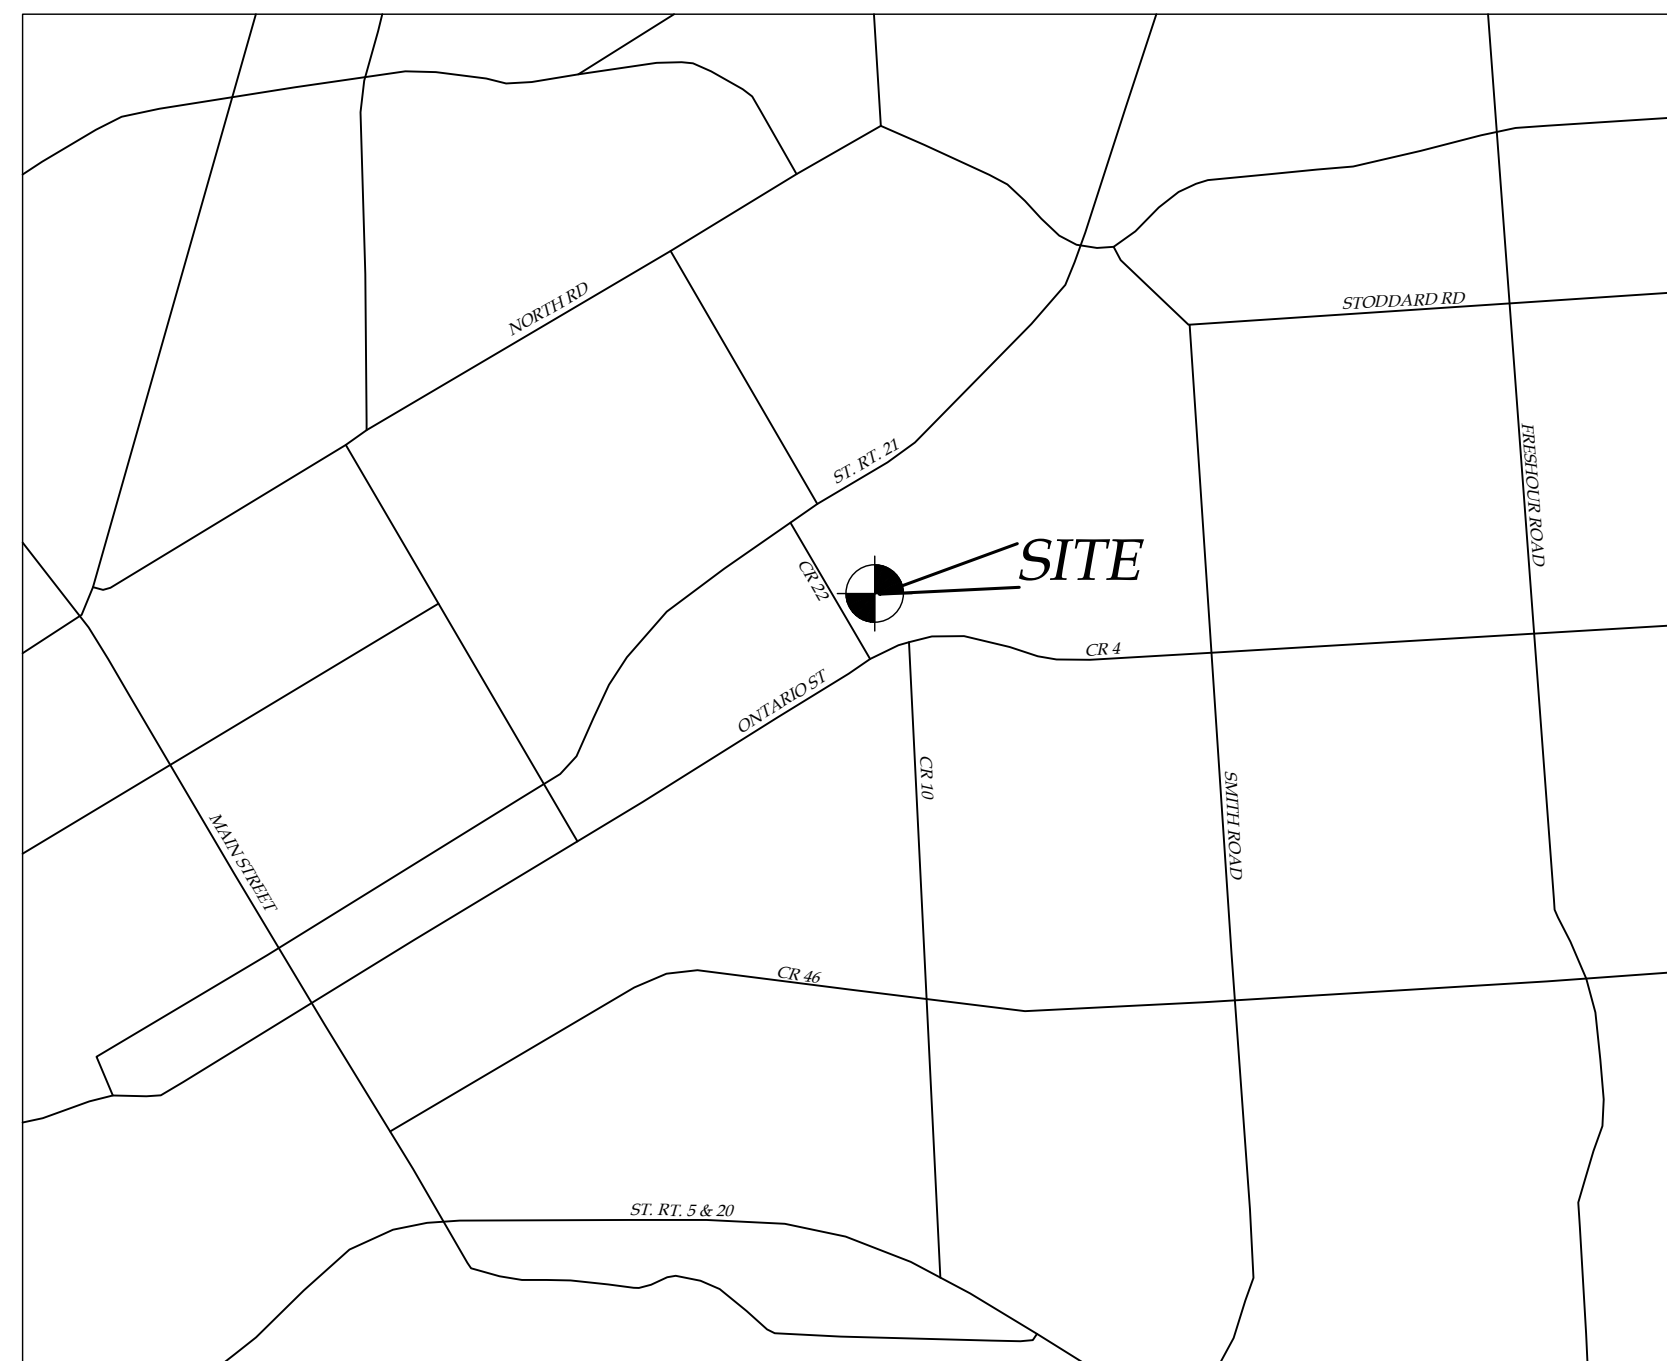 NORTH RD
STODDARD RD
ST. RT. 21
FRESHOUR ROAD
SITE
CR 22
CR 4
ONTARIO ST
CR 10
SMITH ROAD
MAIN STREET
CR 46
ST. RT. 5 & 20